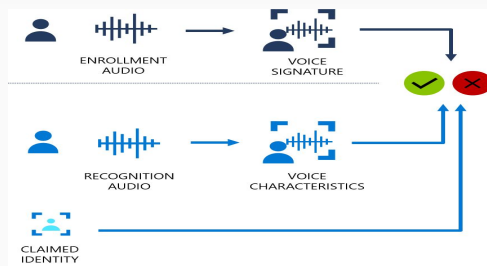 ENROLLMENT
AUDIO
VOICE
SIGNATURE
RECOGNITION
AUDIO
VOICE
CHARACTERISTICS
CLAIMED
IDENTITY